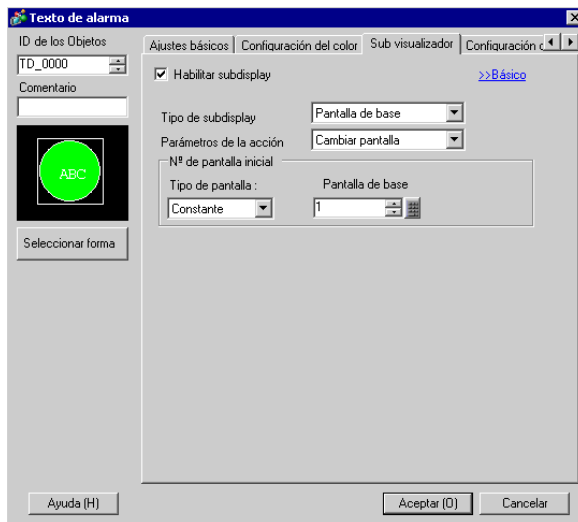 Texto de alarma
ID de los Objetos
TD_0000
Comentario
ABC
Seleccionar forma
Ajustes básicos Configuración del color Sub visualizador Configuración
Habilitar subdisplay >>Básico
Tipo de subdisplay Pantalla de base
Parámetros de la acción Cambiar pantalla
Nº de pantalla inicial
Tipo de pantalla : Pantalla de base
Constante 1
Ayuda (H) Aceptar (O) Cancelar